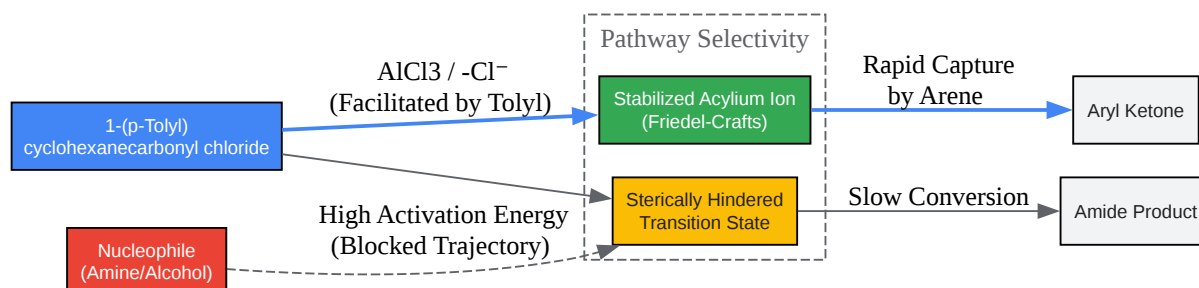 Pathway Selectivity
AlCl3 / -Cl⁻
(Facilitated by Tolyl)
Rapid Capture
by Arene
1-(p-Tolyl)
cyclohexanecarbonyl chloride
Stabilized Acylium Ion
(Friedel-Crafts)
Aryl Ketone
High Activation Energy
(Blocked Trajectory)
Sterically Hindered
Transition State
Slow Conversion
Amide Product
Nucleophile
(Amine/Alcohol)